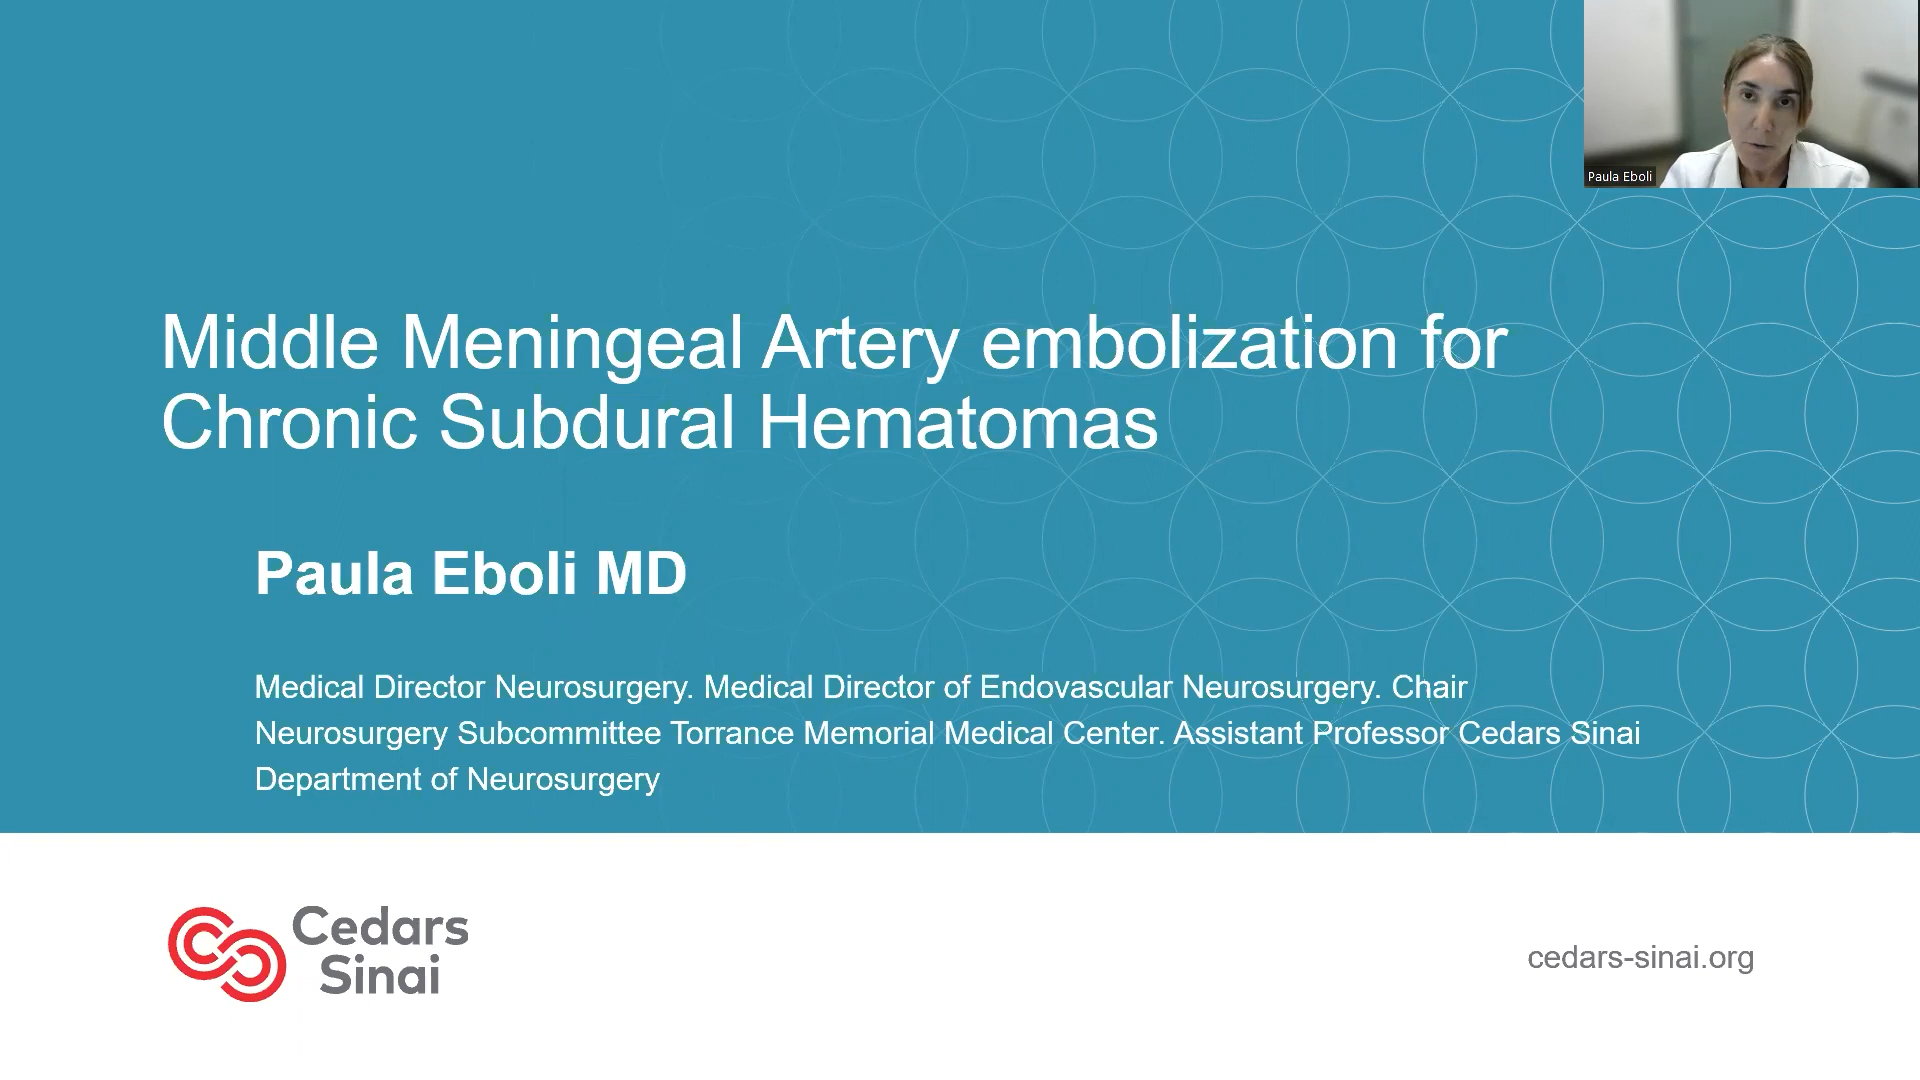 Paula Eboli
Middle Meningeal Artery embolization for
Chronic Subdural Hematomas
Paula Eboli MD
Medical Director Neurosurgery. Medical Director of Endovascular Neurosurgery. Chair
Neurosurgery Subcommittee Torrance Memorial Medical Center. Assistant Professor Cedars Sinai
Department of Neurosurgery
Cedars
Sinai
cedars-sinai.org